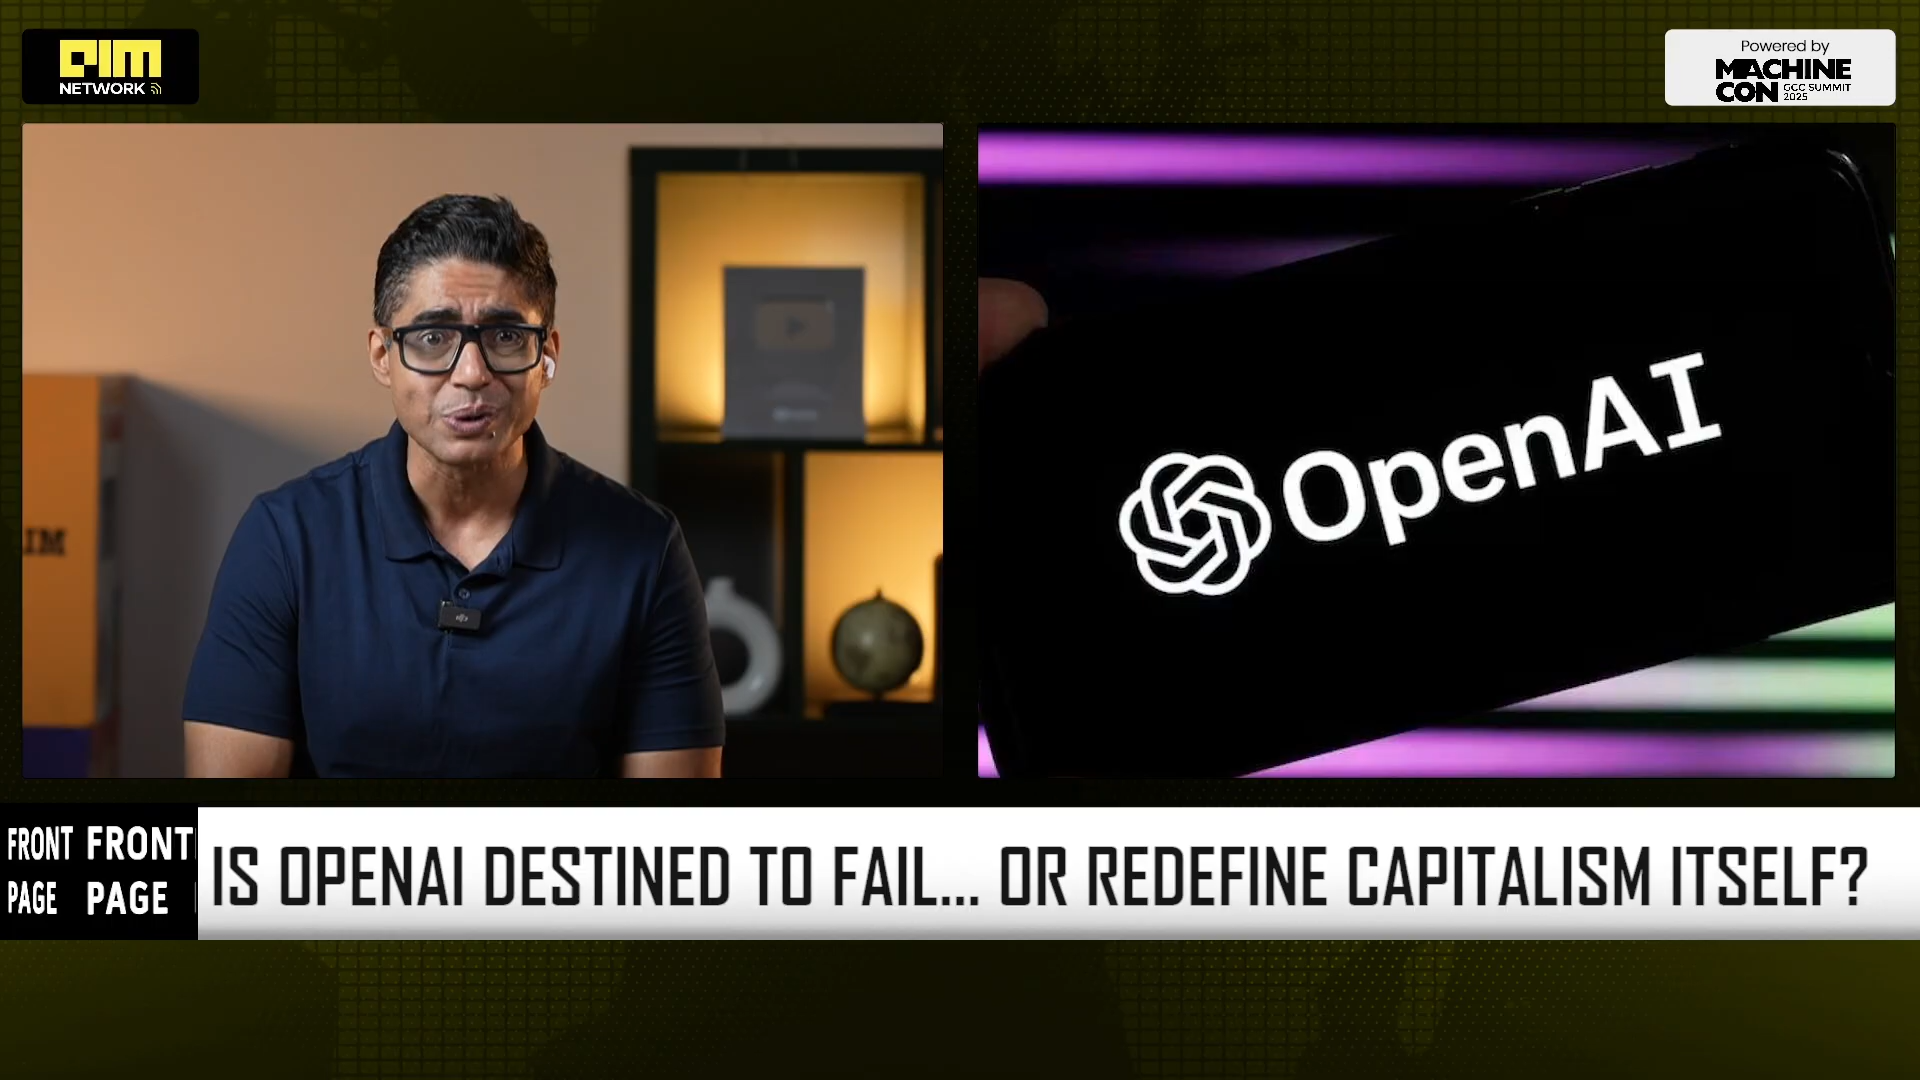 AIM
NETWORK
Powered by
MACHINE
CON GCC SUMMIT
2025
IM
OpenAI
FRONT FRONT
PAGE PAGE
IS OPENAI DESTINED TO FAIL... OR REDEFINE CAPITALISM ITSELF?